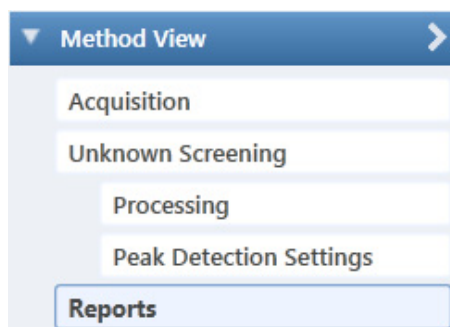 Method View
Acquisition
Unknown Screening
Processing
Peak Detection Settings
Reports